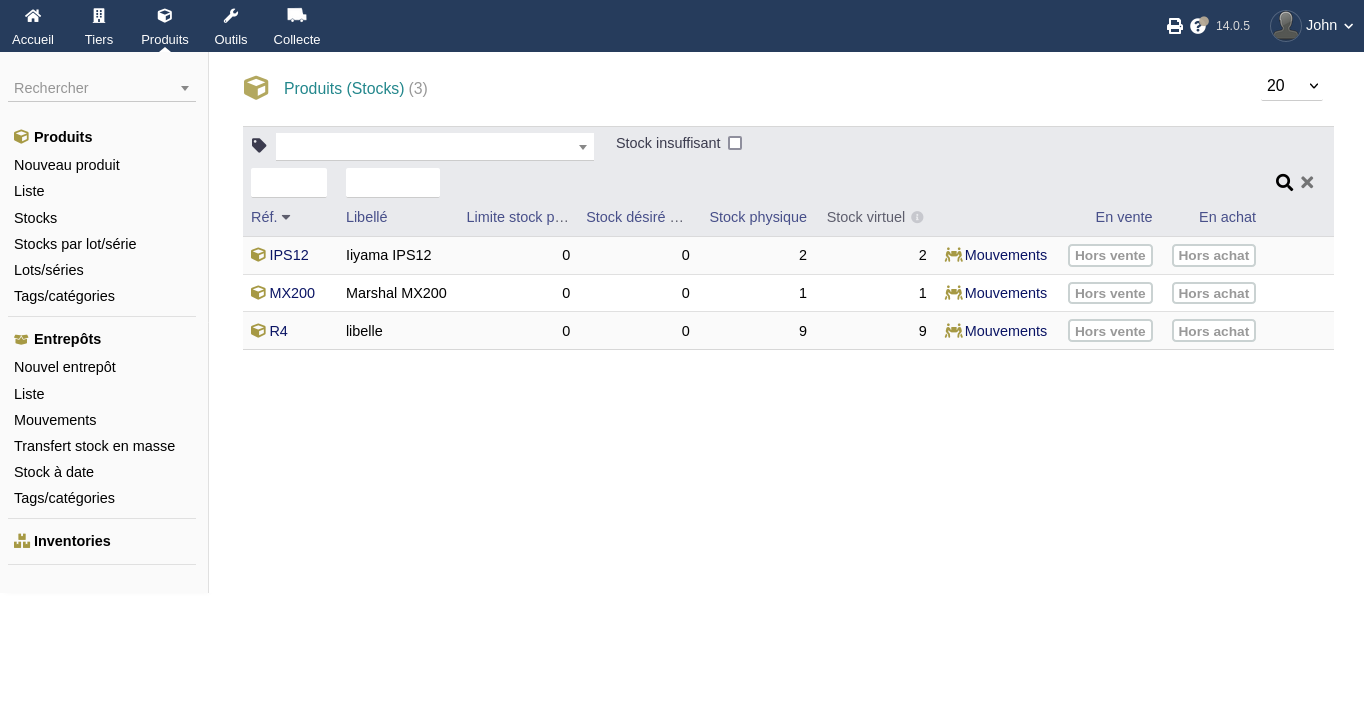 Accueil Tiers Produits Outils Collecte 14.0.5 John
Rechercher
Produits
Nouveau produit
Liste
Stocks
Stocks par lot/série
Lots/séries
Tags/catégories
Entrepôts
Nouvel entrepôt
Liste
Mouvements
Transfert stock en masse
Stock à date
Tags/catégories
Inventories
Produits (Stocks) (3) 20
Stock insuffisant
Réf. Libellé Limite stock p… Stock désiré … Stock physique Stock virtuel En vente En achat
IPS12 Iiyama IPS12 0 0 2 2 Mouvements Hors vente Hors achat
MX200 Marshal MX200 0 0 1 1 Mouvements Hors vente Hors achat
R4 libelle 0 0 9 9 Mouvements Hors vente Hors achat